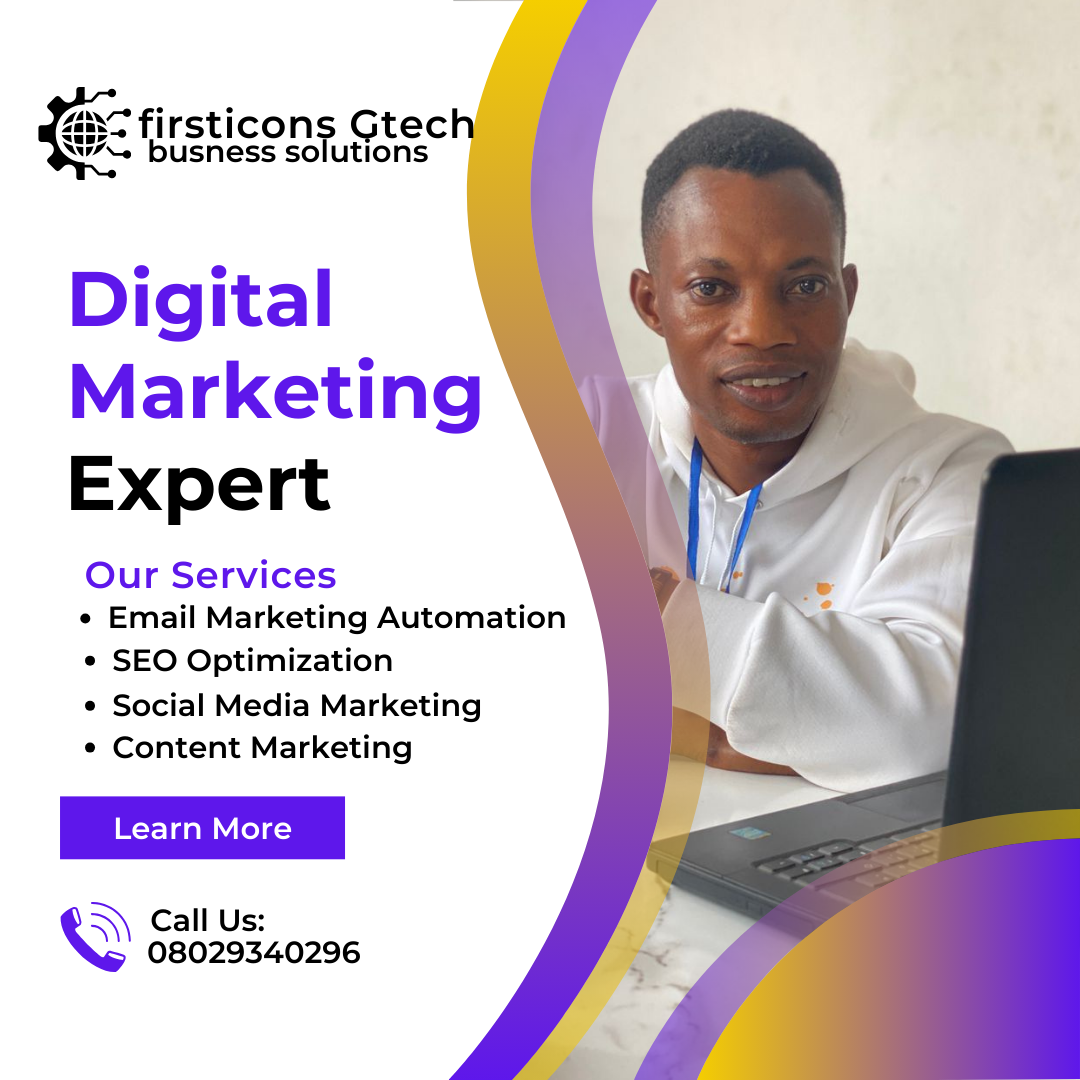 firsticons Gtech
busness solutions
Digital
Marketing
Expert
Our Services
• Email Marketing Automation
• SEO Optimization
• Social Media Marketing
• Content Marketing
Learn More
Call Us:
08029340296